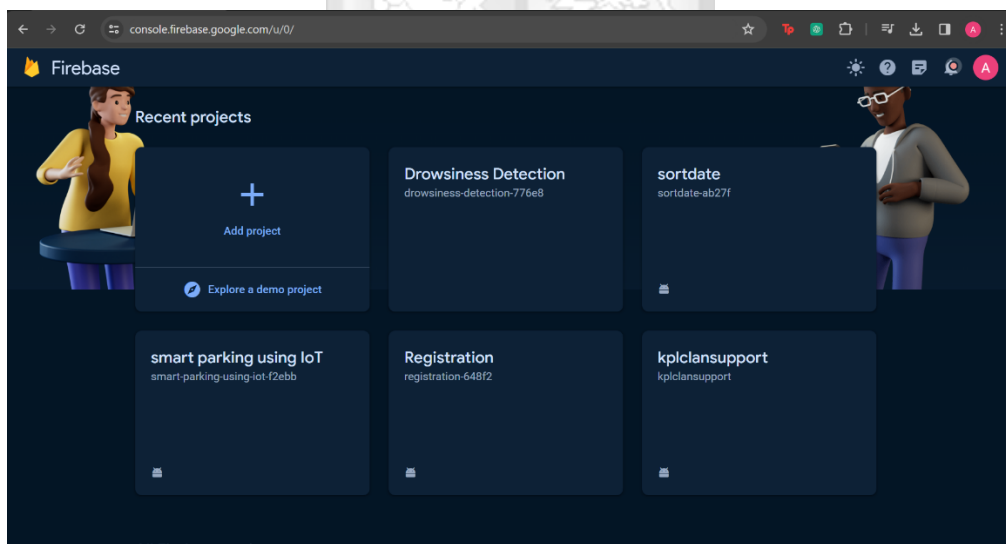 console.firebase.google.com/u/0/
Tp
A
Firebase
A
Recent projects
Add project
Explore a demo project
Drowsiness Detection
drowsiness-detection-776e8
sortdate
sortdate-ab27f
smart parking using IoT
smart-parking-using-iot-f2ebb
Registration
registration-648f2
kplclansupport
kplclansupport